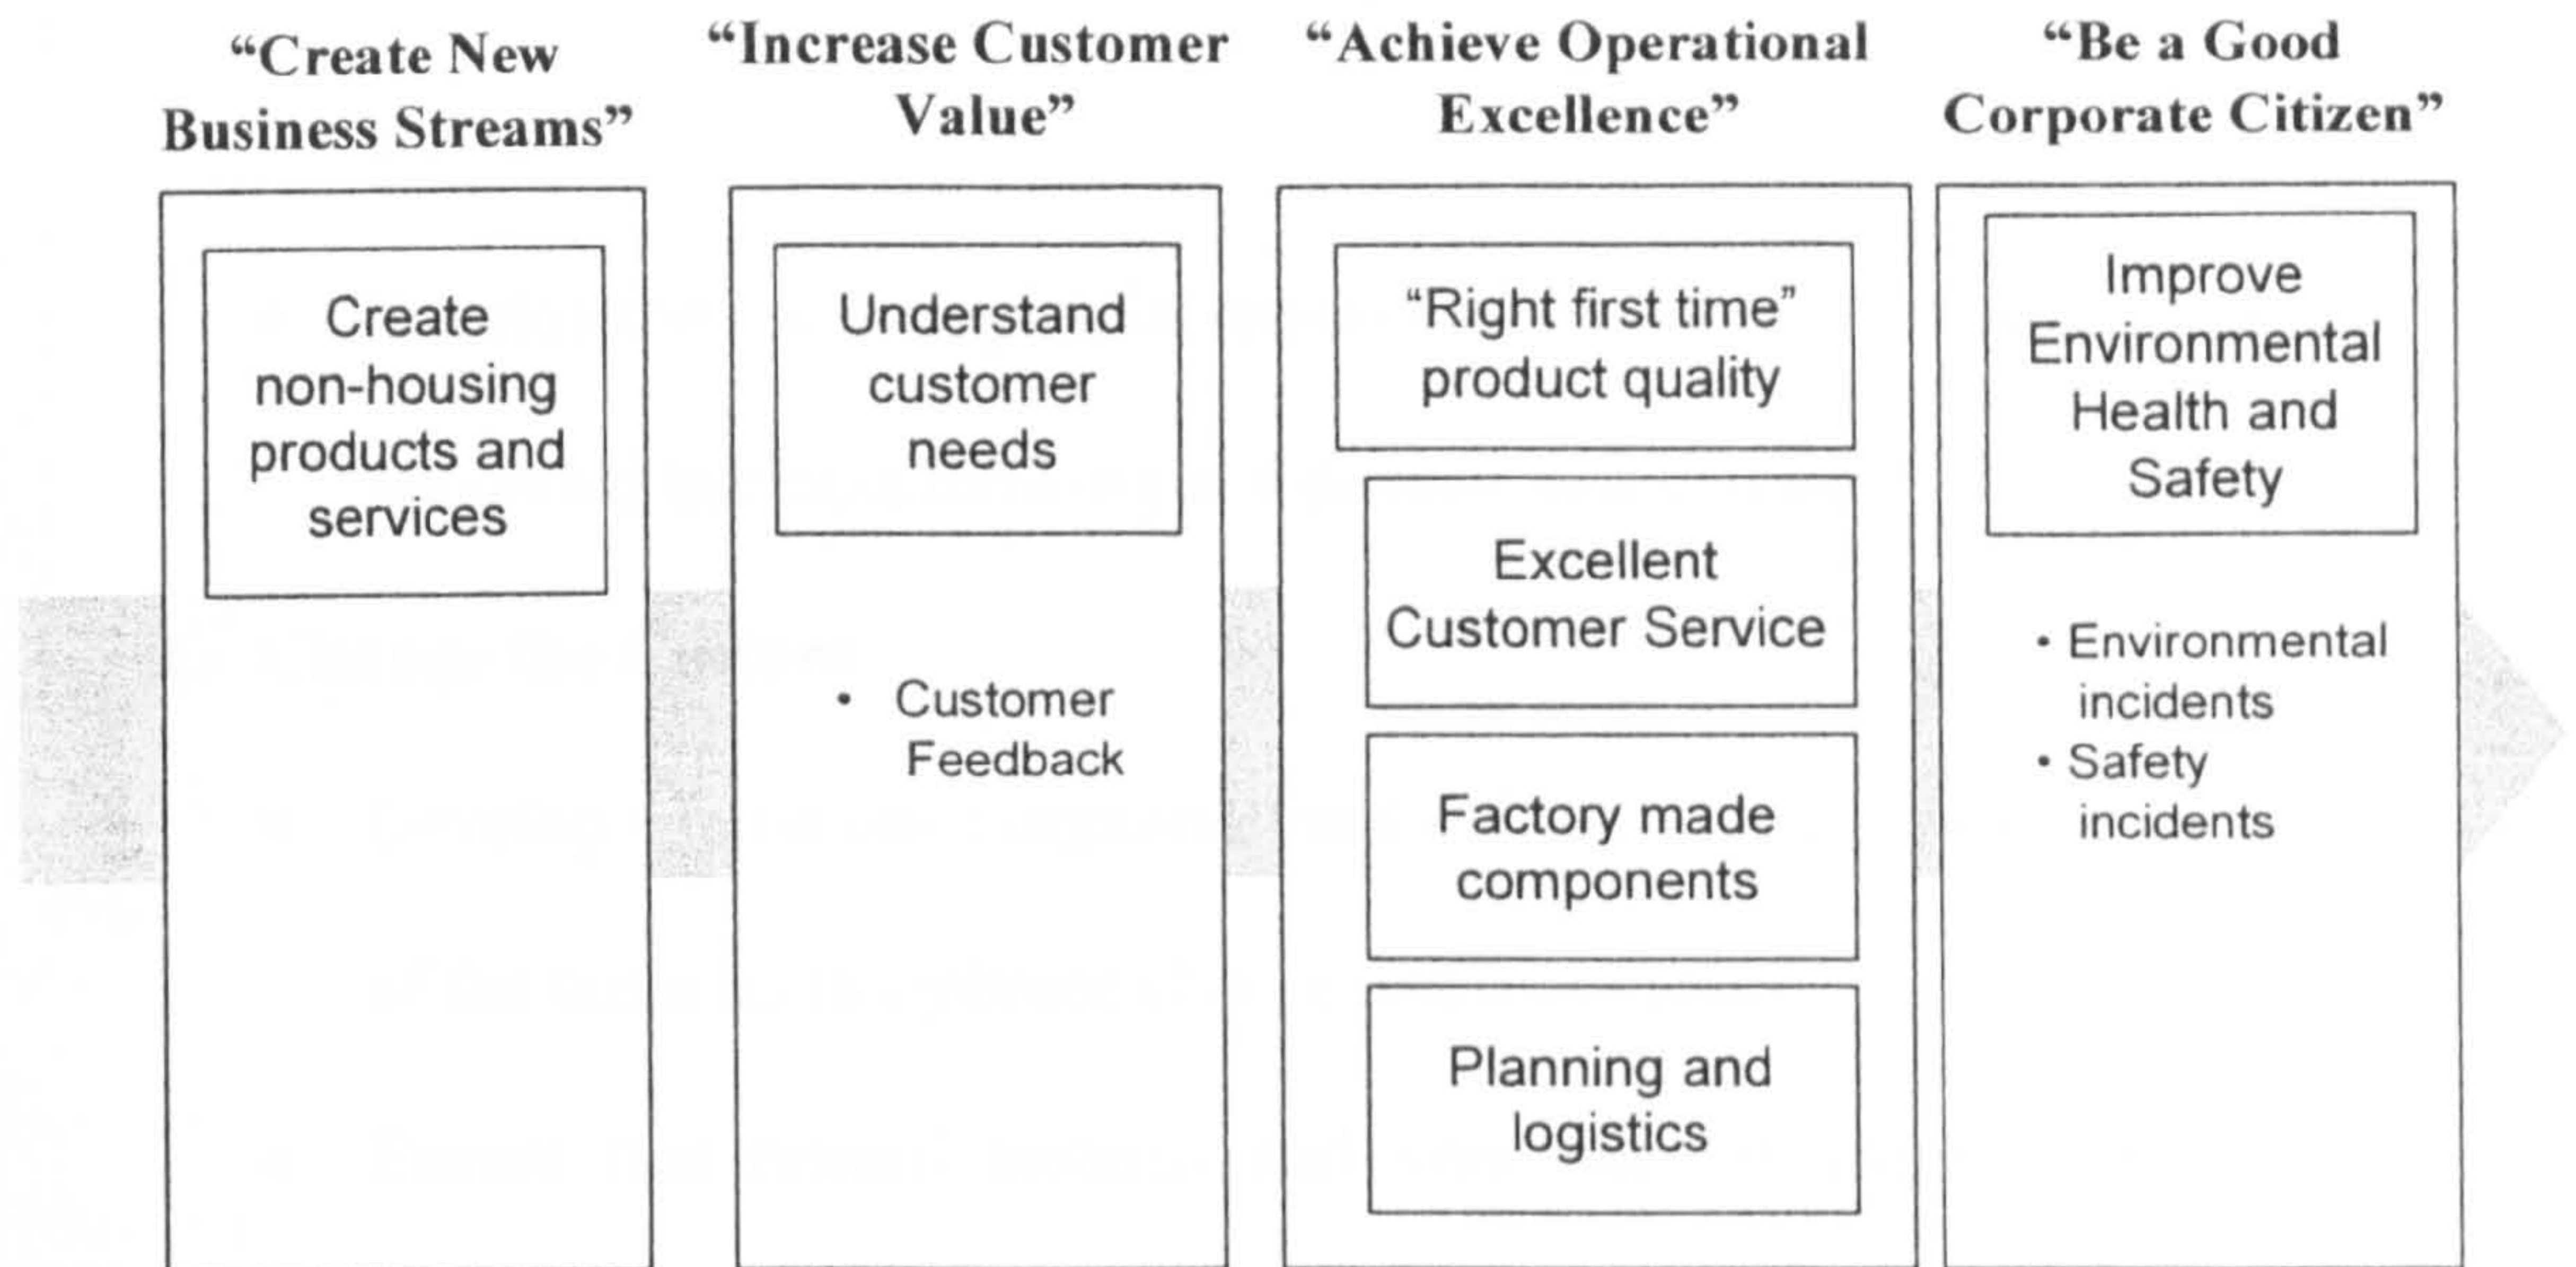 “Create New
Business Streams”
Create
non-housing
products and
services
“Increase Customer
Value”
Understand
customer
needs
• Customer
Feedback
“Achieve Operational
Excellence”
“Right first time”
product quality
Excellent
Customer Service
Factory made
components
Planning and
logistics
“Be a Good
Corporate Citizen”
Improve
Environmental
Health and
Safety
• Environmental
incidents
• Safety
incidents